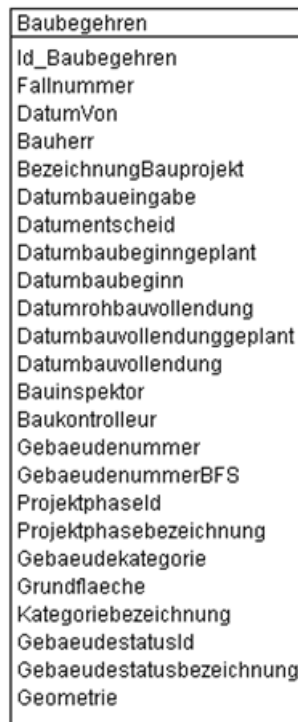 Baubegehren
Id_Baubegehren
Fallnummer
DatumVon
Bauherr
BezeichnungBauprojekt
Datumbaueingabe
Datumentscheid
Datumbaubeginngeplant
Datumbaubeginn
Datumrohbauvollendung
Datumbauvollendunggeplant
Datumbauvollendung
Bauinspektor
Baukontrolleur
Gebaeudenummer
GebaeudenummerBFS
ProjektphaseId
Projektphasebezeichnung
Gebaeudekategorie
Grundflaeche
Kategoriebezeichnung
GebaeudestatusId
Gebaeudestatusbezeichnung
Geometrie